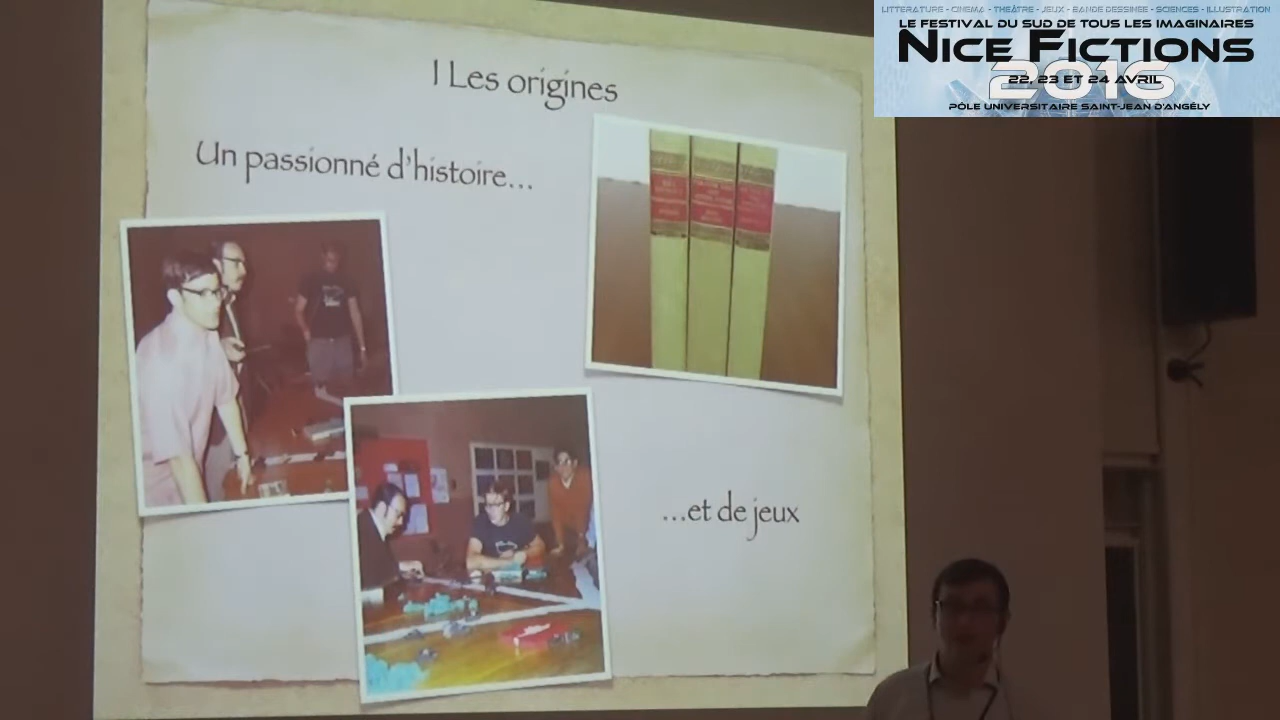 I Les origines
Un passionné d'histoire...
...et de jeux
LITTERATURE - CINEMA - THEÂTRE - JEUX - BANDE DESSINEE - SCIENCES - ILLUSTRATION
LE FESTIVAL DU SUD DE TOUS LES IMAGINAIRES
NICE FICTIONS
2016
22, 23 ET 24 AVRIL
PÔLE UNIVERSITAIRE SAINT-JEAN D'ANGÉLY